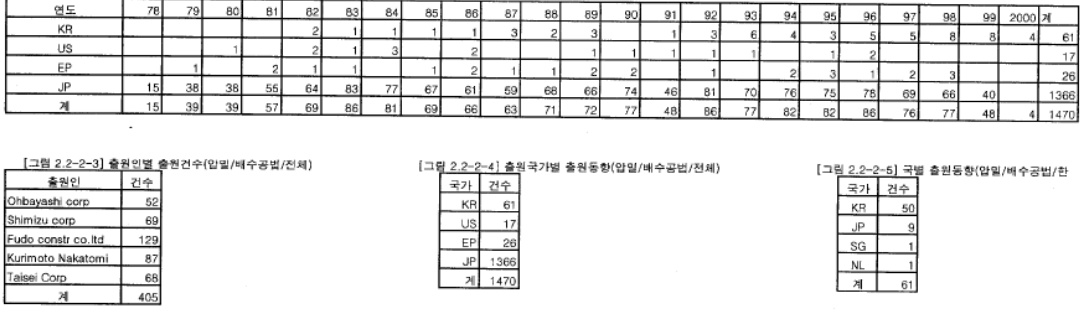 연도 78 79 80 81 82 83 84 85 86 87 88 89 90 91 92 93 94 95 96 97 98 99 2000 계
KR 2 1 1 1 1 3 2 3 1 3 6 4 3 5 5 8 8 4 61
US 1 2 1 3 2 1 1 1 1 1 1 2 17
EP 1 2 1 1 1 2 1 1 2 2 1 2 3 1 2 3 26
JP 15 38 38 55 64 83 77 67 61 59 68 66 74 46 81 70 76 75 78 69 66 40 1366
계 15 39 39 57 69 86 81 69 66 63 71 72 77 48 86 77 82 82 86 76 77 48 4 1470
[그림 2.2-2-3] 출원인별 출원건수(압밀/배수공법/전체)
출원인 건수
Ohbayashi corp 52
Shimizu corp 69
Fudo constr co.ltd 129
Kurimoto Nakatomi 87
Taisei Corp 68
계 405
[그림 2.2-2-4] 출원국가별 출원동향(압밀/배수공법/전체)
국가 건수
KR 61
US 17
EP 26
JP 1366
계 1470
[그림 2.2-2-5] 국별 출원동향(압밀/배수공법/한
국가 건수
KR 50
JP 9
SG 1
NL 1
계 61